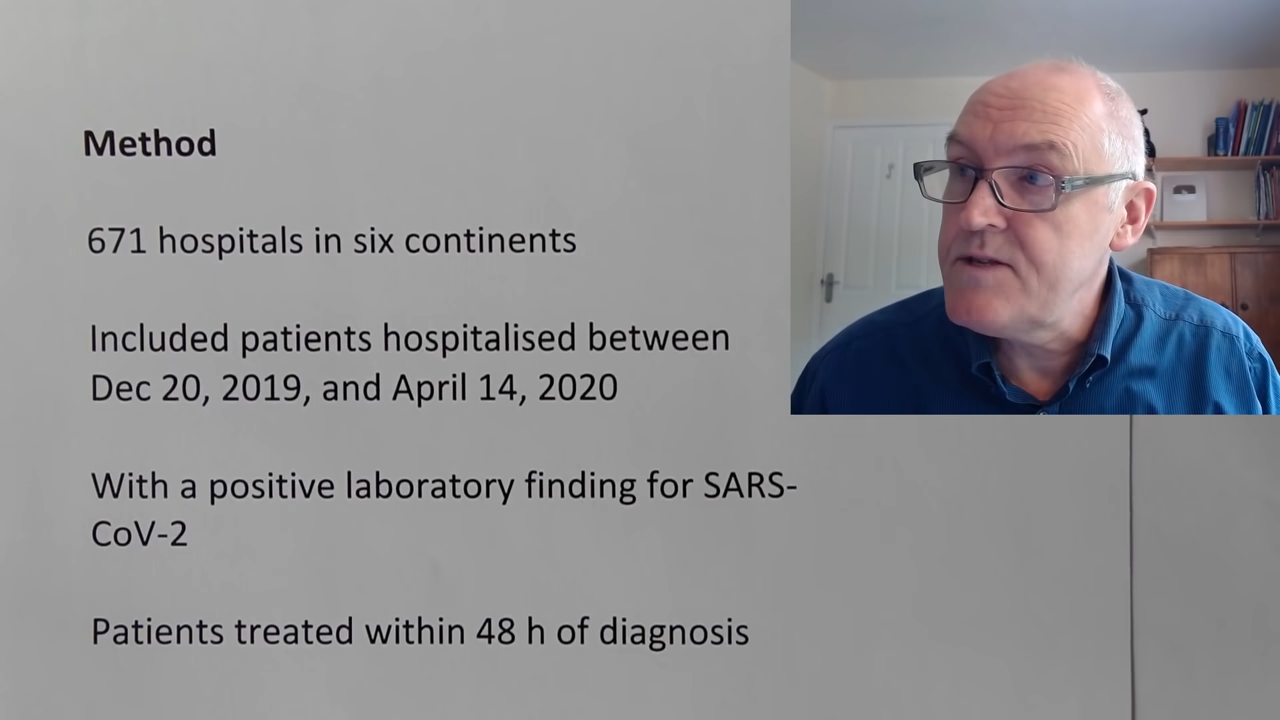 Method
671 hospitals in six continents
Included patients hospitalised between
Dec 20, 2019, and April 14, 2020
With a positive laboratory finding for SARS-
CoV-2
Patients treated within 48 h of diagnosis